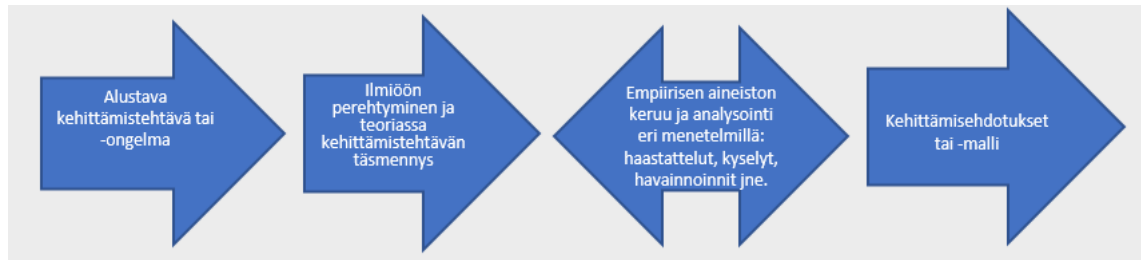 Alustava
kehittämistehtävä tai
-ongelma
Ilmiöön
perehtyminen ja
teoriassa
kehittämistehtävän
täsmennys
Empiirisen aineiston
keruu ja analysointi
eri menetelmillä:
haastattelut, kyselyt,
havainnoinnit jne.
Kehittämisehdotukset
tai -malli